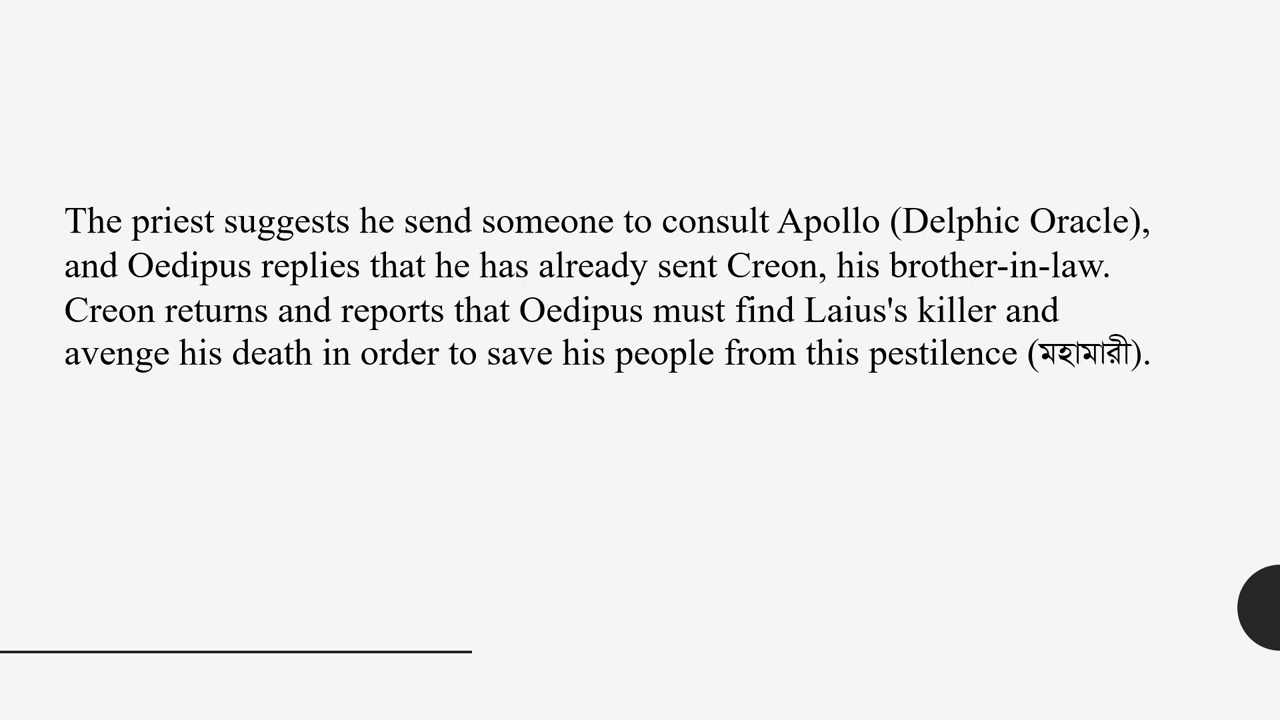 The priest suggests he send someone to consult Apollo (Delphic Oracle),
and Oedipus replies that he has already sent Creon, his brother-in-law.
Creon returns and reports that Oedipus must find Laius's killer and
avenge his death in order to save his people from this pestilence (মহামারী).